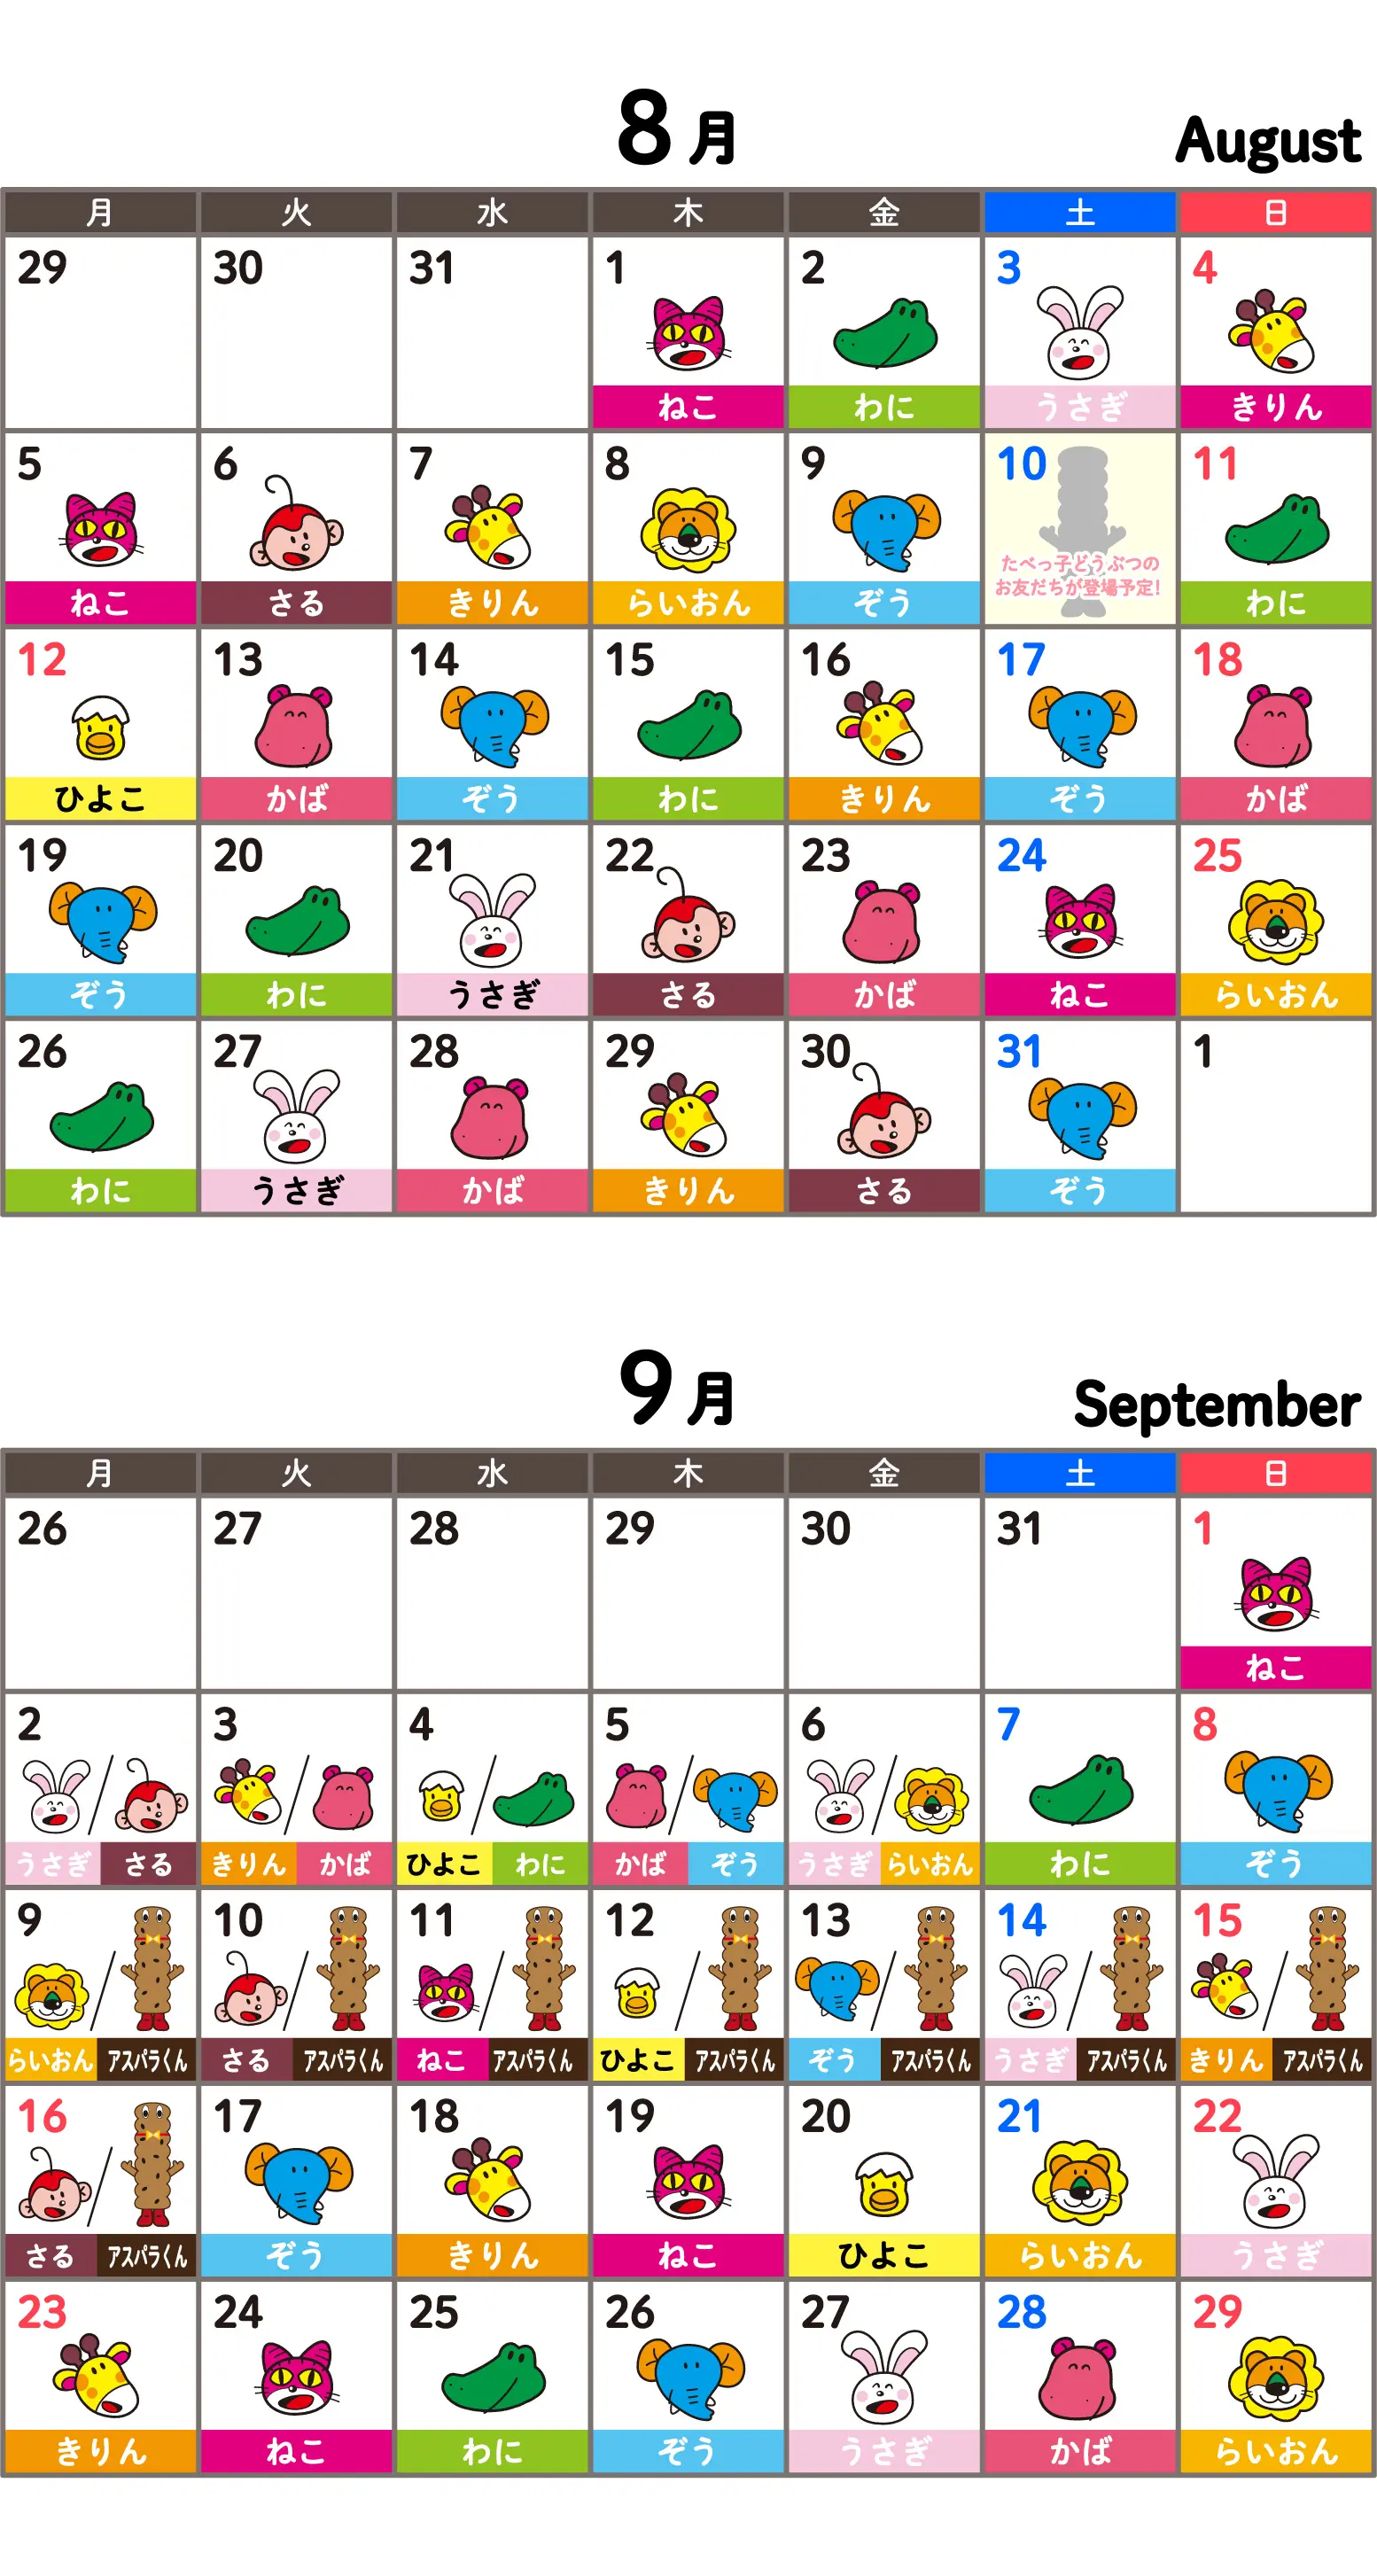 8月 August
月 火 水 木 金 土 日
29 30 31 1 2 3 4
ねこ わに うさぎ きりん
5 6 7 8 9 10 11
たべっ子どうぶつの
お友だちが登場予定!
ねこ さる きりん らいおん ぞう わに
12 13 14 15 16 17 18
ひよこ かば ぞう わに きりん ぞう かば
19 20 21 22 23 24 25
ぞう わに うさぎ さる かば ねこ らいおん
26 27 28 29 30 31 1
わに うさぎ かば きりん さる ぞう
9月 September
月 火 水 木 金 土 日
26 27 28 29 30 31 1
ねこ
2 3 4 5 6 7 8
うさぎ さる きりん かば ひよこ わに かば ぞう うさぎ らいおん わに ぞう
9 10 11 12 13 14 15
らいおん アスパラくん さる アスパラくん ねこ アスパラくん ひよこ アスパラくん ぞう アスパラくん うさぎ アスパラくん きりん アスパラくん
16 17 18 19 20 21 22
さる アスパラくん ぞう きりん ねこ ひよこ らいおん うさぎ
23 24 25 26 27 28 29
きりん ねこ わに ぞう うさぎ かば らいおん